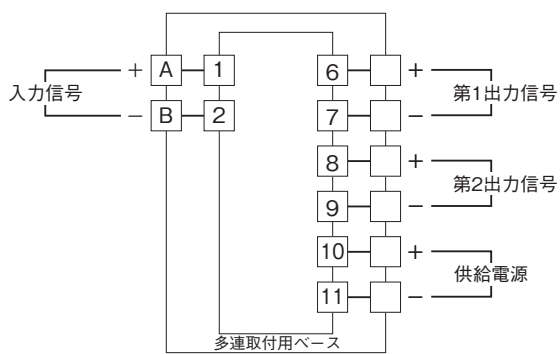 + A 1
入力信号
− B 2
6 +
第1出力信号
7 −
8 +
第2出力信号
9 −
10 +
供給電源
11 −
多連取付用ベース